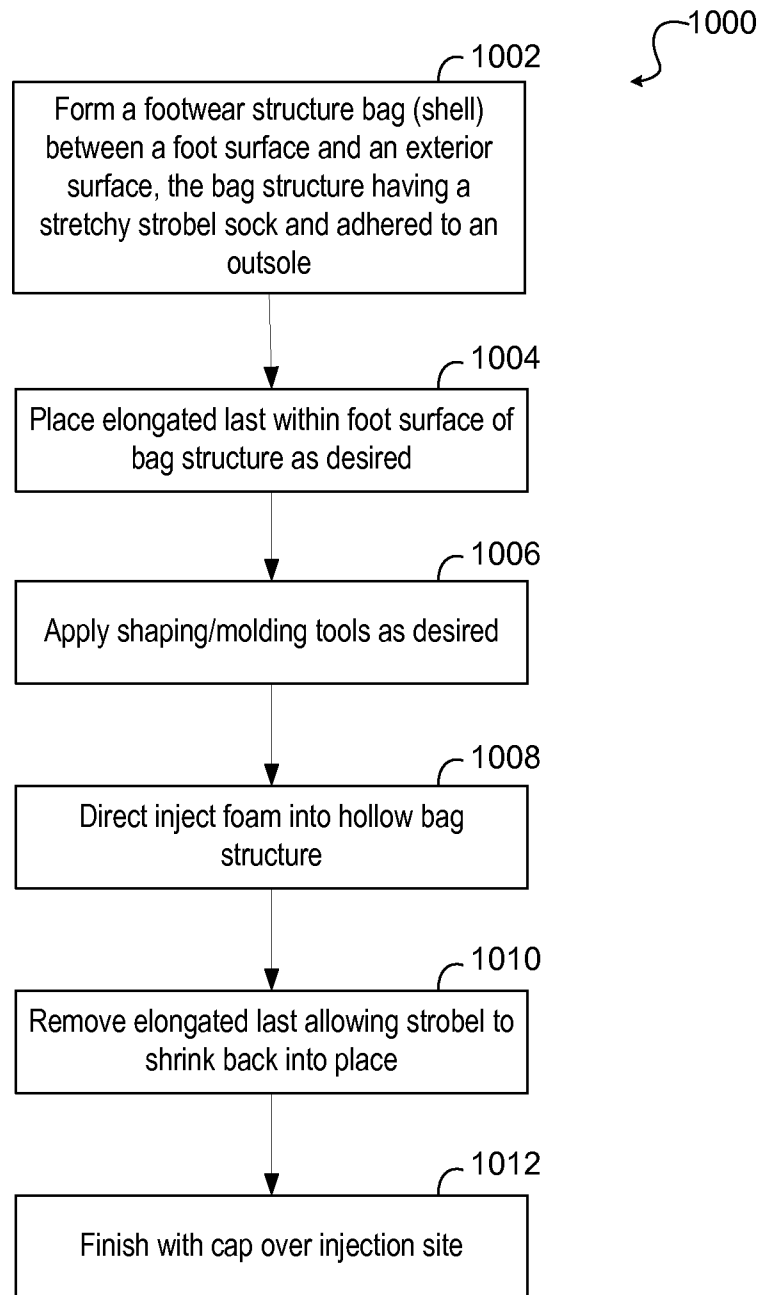 1000
1002
Form a footwear structure bag (shell)
between a foot surface and an exterior
surface, the bag structure having a
stretchy strobel sock and adhered to an
outsole
1004
Place elongated last within foot surface of
bag structure as desired
1006
Apply shaping/molding tools as desired
1008
Direct inject foam into hollow bag
structure
1010
Remove elongated last allowing strobel to
shrink back into place
1012
Finish with cap over injection site